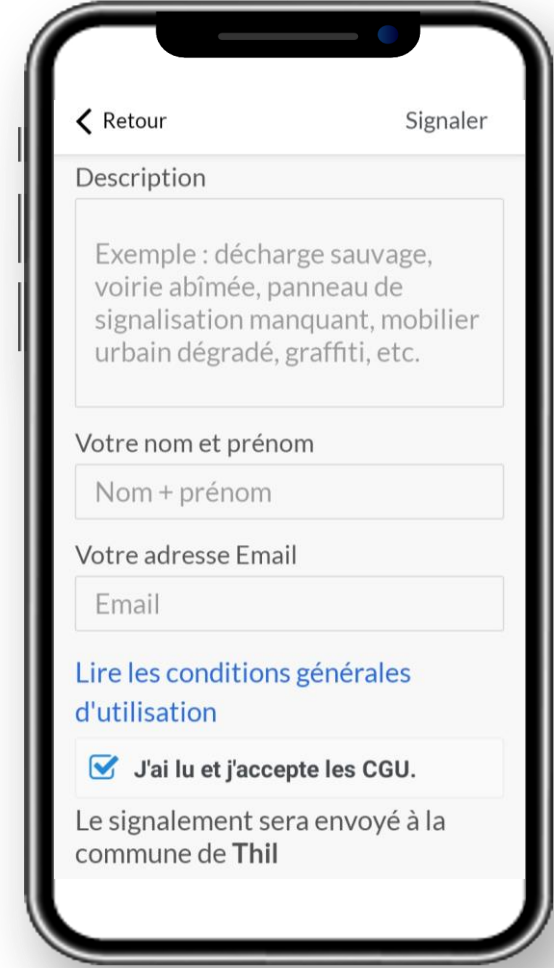 Retour
Signaler
Description
Exemple : décharge sauvage,
voirie abîmée, panneau de
signalisation manquant, mobilier
urbain dégradé, graffiti, etc.
Votre nom et prénom
Nom + prénom
Votre adresse Email
Email
Lire les conditions générales
d'utilisation
J'ai lu et j'accepte les CGU.
Le signalement sera envoyé à la
commune de Thil